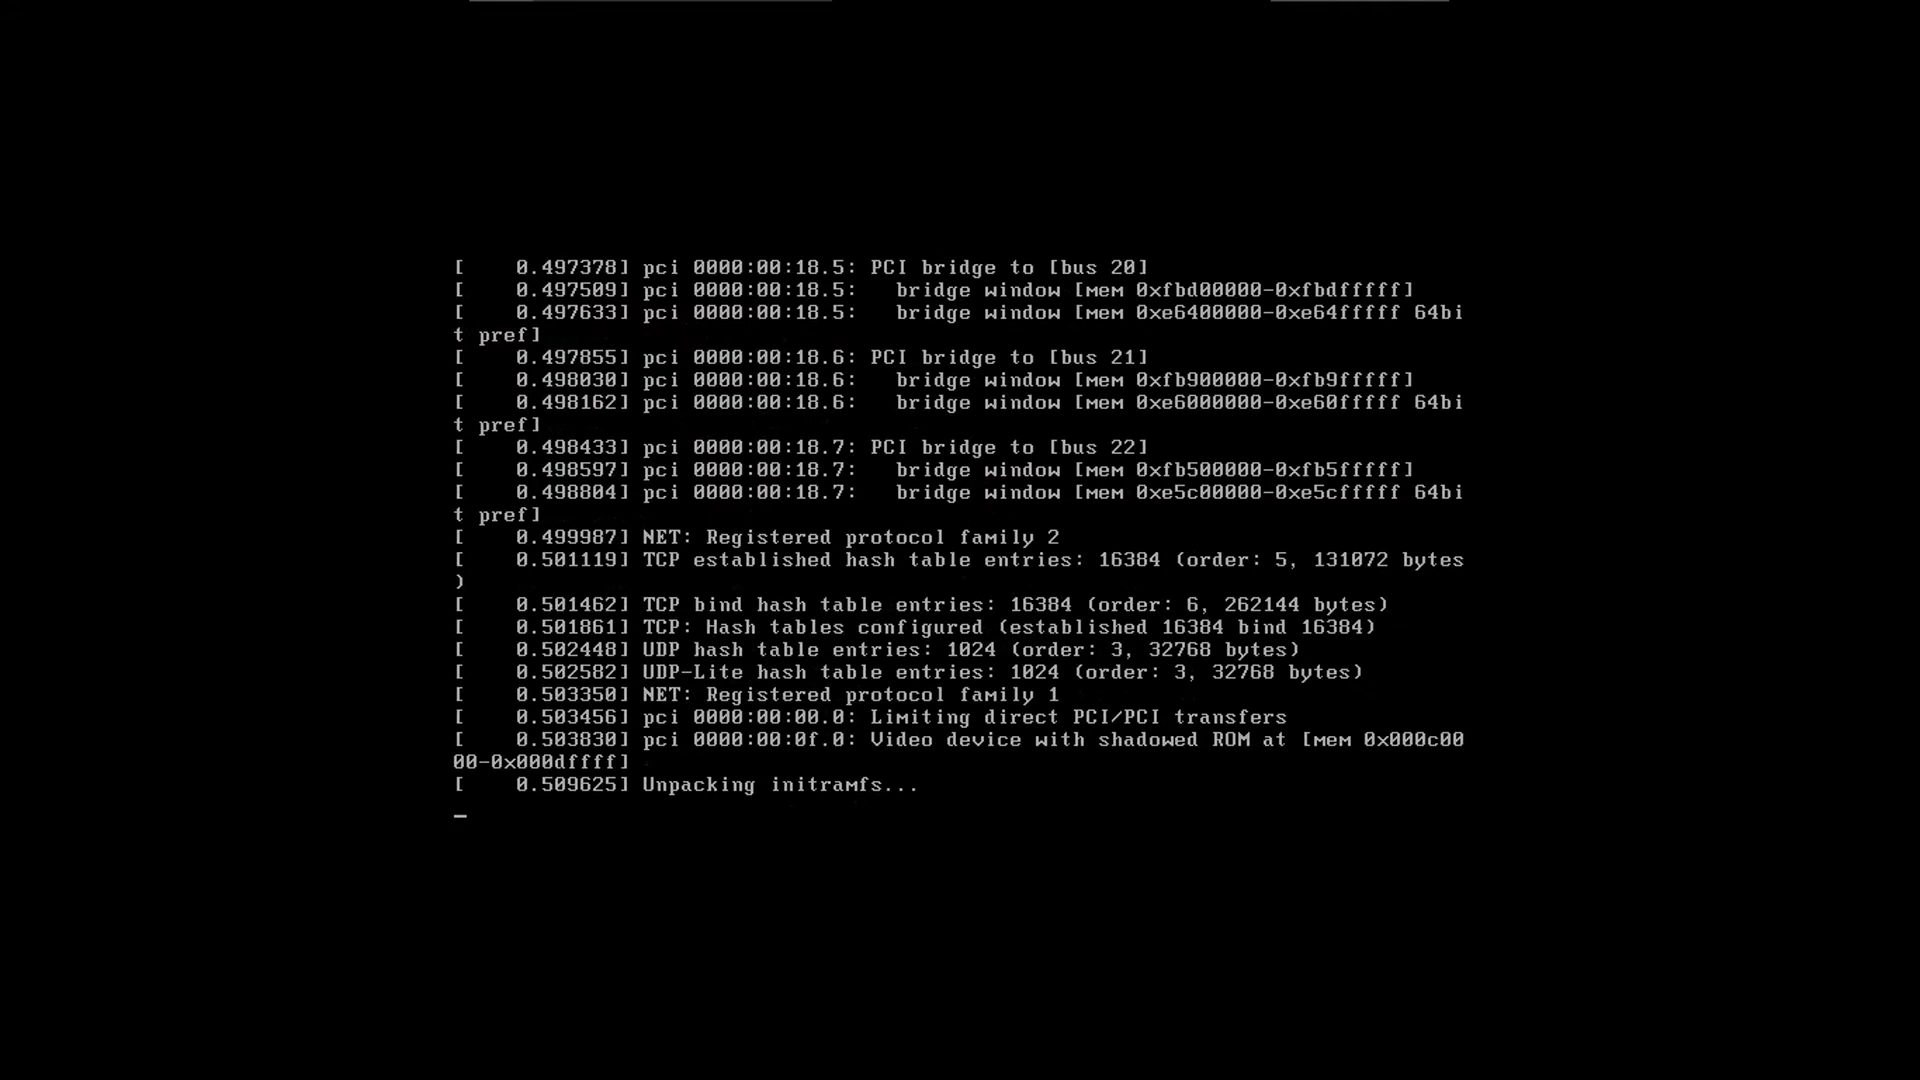 [    0.497378] pci 0000:00:18.5: PCI bridge to [bus 20]
[    0.497509] pci 0000:00:18.5:   bridge window [mem 0xfbd00000-0xfbdfffff]
[    0.497633] pci 0000:00:18.5:   bridge window [mem 0xe6400000-0xe64fffff 64bi
t pref]
[    0.497855] pci 0000:00:18.6: PCI bridge to [bus 21]
[    0.498030] pci 0000:00:18.6:   bridge window [mem 0xfb900000-0xfb9fffff]
[    0.498162] pci 0000:00:18.6:   bridge window [mem 0xe6000000-0xe60fffff 64bi
t pref]
[    0.498433] pci 0000:00:18.7: PCI bridge to [bus 22]
[    0.498597] pci 0000:00:18.7:   bridge window [mem 0xfb500000-0xfb5fffff]
[    0.498804] pci 0000:00:18.7:   bridge window [mem 0xe5c00000-0xe5cfffff 64bi
t pref]
[    0.499987] NET: Registered protocol family 2
[    0.501119] TCP established hash table entries: 16384 (order: 5, 131072 bytes
)
[    0.501462] TCP bind hash table entries: 16384 (order: 6, 262144 bytes)
[    0.501861] TCP: Hash tables configured (established 16384 bind 16384)
[    0.502448] UDP hash table entries: 1024 (order: 3, 32768 bytes)
[    0.502582] UDP-Lite hash table entries: 1024 (order: 3, 32768 bytes)
[    0.503350] NET: Registered protocol family 1
[    0.503456] pci 0000:00:00.0: Limiting direct PCI/PCI transfers
[    0.503830] pci 0000:00:0f.0: Video device with shadowed ROM at [mem 0x000c00
00-0x000dffff]
[    0.509625] Unpacking initramfs...
_